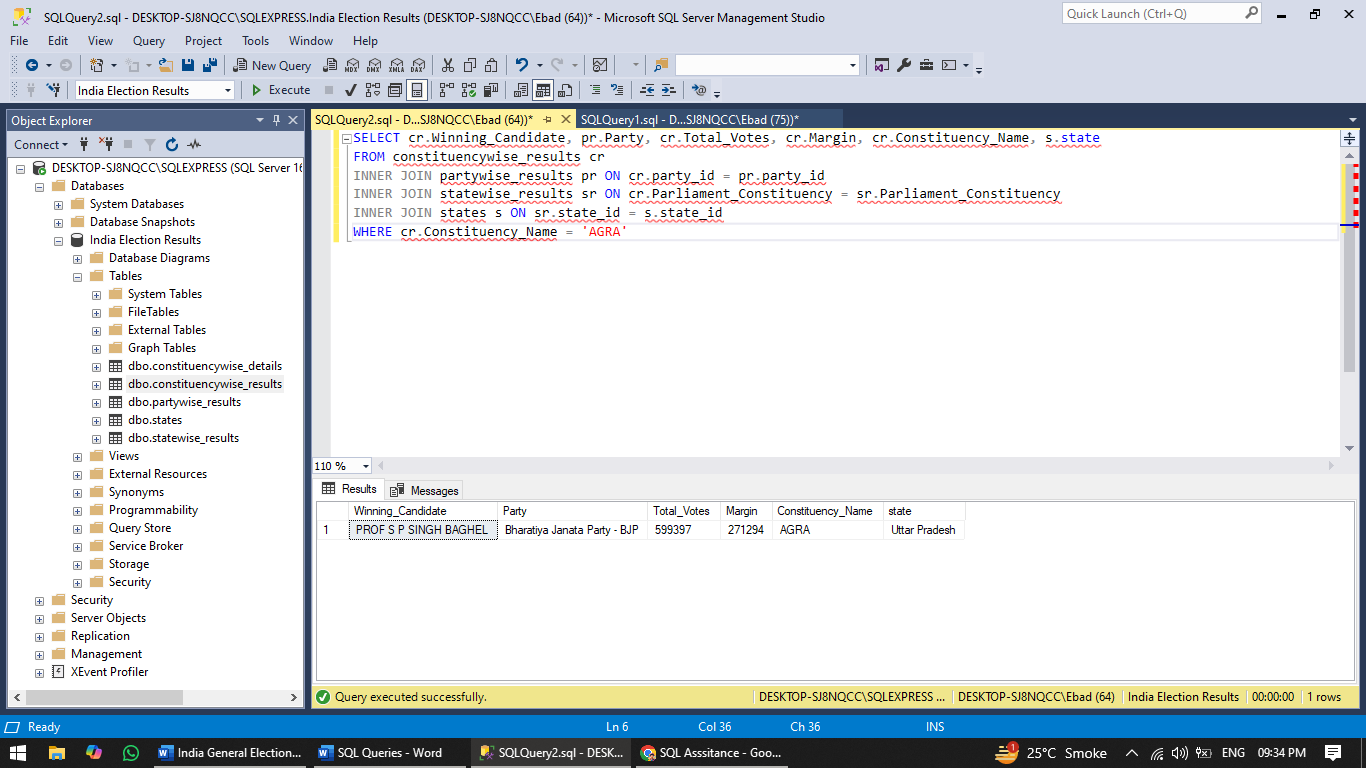 SQLQuery2.sql - DESKTOP-SJ8NQCC\SQLEXPRESS.India Election Results (DESKTOP-SJ8NQCC\Ebad (64))* - Microsoft SQL Server Management Studio
Quick Launch (Ctrl+Q)
File Edit View Query Project Tools Window Help
New Query MDX DMX XMLA DAX
India Election Results Execute
Object Explorer
Connect
DESKTOP-SJ8NQCC\SQLEXPRESS (SQL Server 16
Databases
System Databases
Database Snapshots
India Election Results
Database Diagrams
Tables
System Tables
FileTables
External Tables
Graph Tables
dbo.constituencywise_details
dbo.constituencywise_results
dbo.partywise_results
dbo.states
dbo.statewise_results
Views
External Resources
Synonyms
Programmability
Query Store
Service Broker
Storage
Security
Security
Server Objects
Replication
Management
XEvent Profiler
SQLQuery2.sql - D...SJ8NQCC\Ebad (64))* SQLQuery1.sql - D...SJ8NQCC\Ebad (75))*
SELECT cr.Winning_Candidate, pr.Party, cr.Total_Votes, cr.Margin, cr.Constituency_Name, s.state
FROM constituencywise_results cr
INNER JOIN partywise_results pr ON cr.party_id = pr.party_id
INNER JOIN statewise_results sr ON cr.Parliament_Constituency = sr.Parliament_Constituency
INNER JOIN states s ON sr.state_id = s.state_id
WHERE cr.Constituency_Name = 'AGRA'
110 %
Results Messages
Winning_Candidate Party Total_Votes Margin Constituency_Name state
1 PROF S P SINGH BAGHEL Bharatiya Janata Party - BJP 599397 271294 AGRA Uttar Pradesh
Query executed successfully. DESKTOP-SJ8NQCC\SQLEXPRESS ... DESKTOP-SJ8NQCC\Ebad (64) India Election Results 00:00:00 1 rows
Ready Ln 6 Col 36 Ch 36 INS
India General Election... SQL Queries - Word SQLQuery2.sql - DESK... SQL Asssitance - Goo... 1 25°C Smoke ENG 09:34 PM